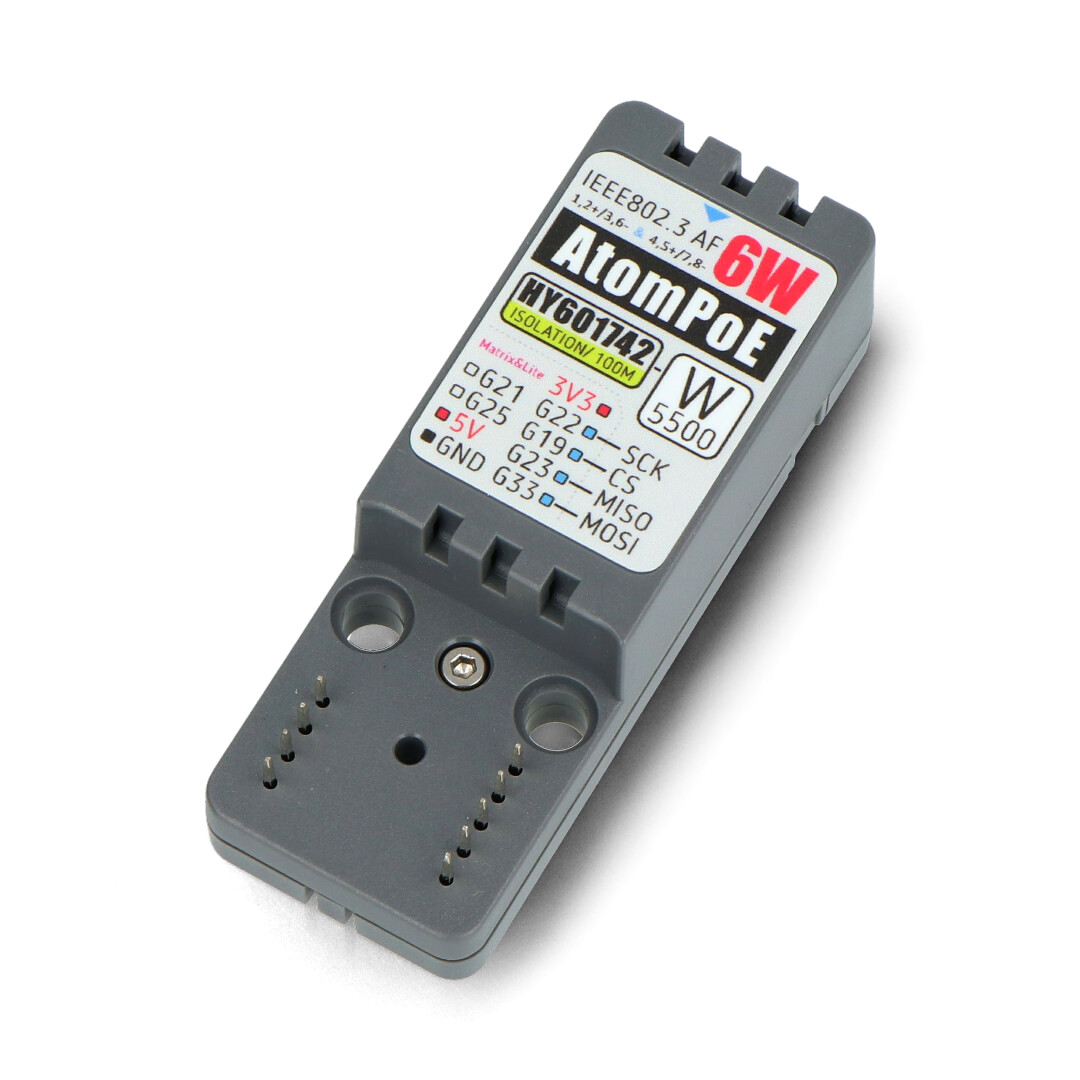 IEEE802.3 AF
1,2+/3,6- & 4,5+/7,8-
6W
AtomPoE
HY601742
ISOLATION/ 100M
W
5500
Matrix&Lite
3V3
G21
G25
5V
GND
G22 SCK
G19 CS
G23 MISO
G33 MOSI